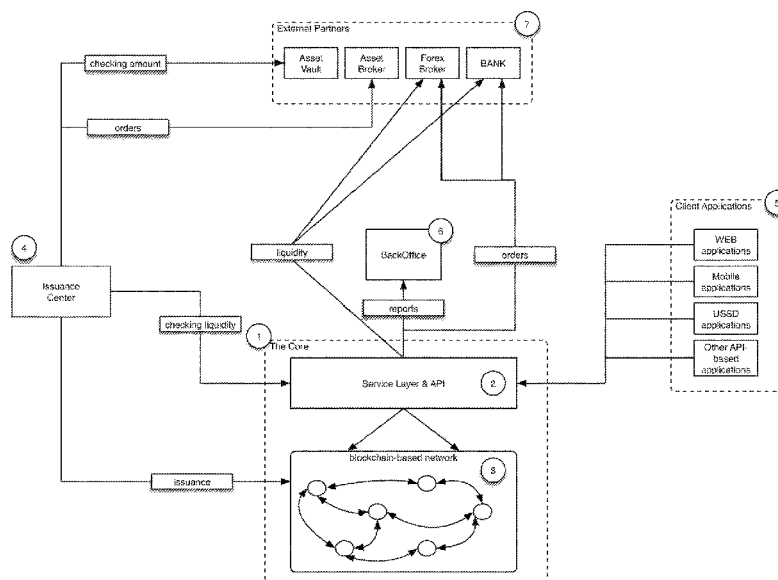 7
External Partners
Asset
Vault
Asset
Broker
Forex
Broker
BANK
checking amount
orders
5
Client Applications
WEB
applications
Mobile
applications
USSD
applications
Other API-
based
applications
4
Issuance
Center
6
BackOffice
liquidity
orders
reports
checking liquidity
1
The Core
Service Layer & API
2
blockchain-based network
3
issuance